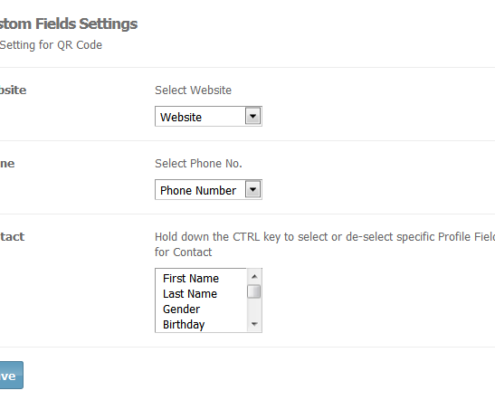 stom Fields Settings
Setting for QR Code
bsite
Select Website
Website
ne
Select Phone No.
Phone Number
tact
Hold down the CTRL key to select or de-select specific Profile Field
for Contact
First Name
Last Name
Gender
Birthday
ve